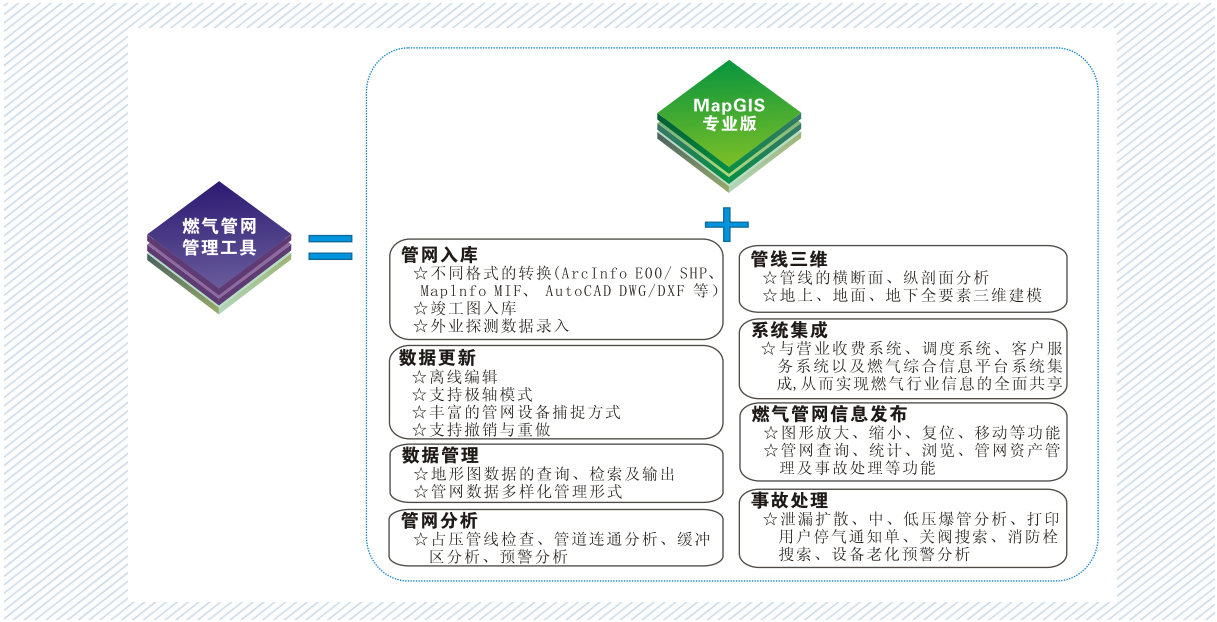 MapGIS
专业版
燃气管网
管理工具
管网入库
☆不同格式的转换(ArcInfo E00/ SHP、
MapInfo MIF、 AutoCAD DWG/DXF 等)
☆竣工图入库
☆外业探测数据录入
数据更新
☆离线编辑
☆支持极轴模式
☆丰富的管网设备捕捉方式
☆支持撤销与重做
数据管理
☆地形图数据的查询、检索及输出
☆管网数据多样化管理形式
管网分析
☆占压管线检查、管道连通分析、缓冲
区分析、预警分析
管线三维
☆管线的横断面、纵剖面分析
☆地上、地面、地下全要素三维建模
系统集成
☆与营业收费系统、调度系统、客户服
务系统以及燃气综合信息平台系统集
成,从而实现燃气行业信息的全面共享
燃气管网信息发布
☆图形放大、缩小、复位、移动等功能
☆管网查询、统计、浏览、管网资产管
理及事故处理等功能
事故处理
☆泄漏扩散、中、低压爆管分析、打印
用户停气通知单、关阀搜索、消防栓
搜索、设备老化预警分析